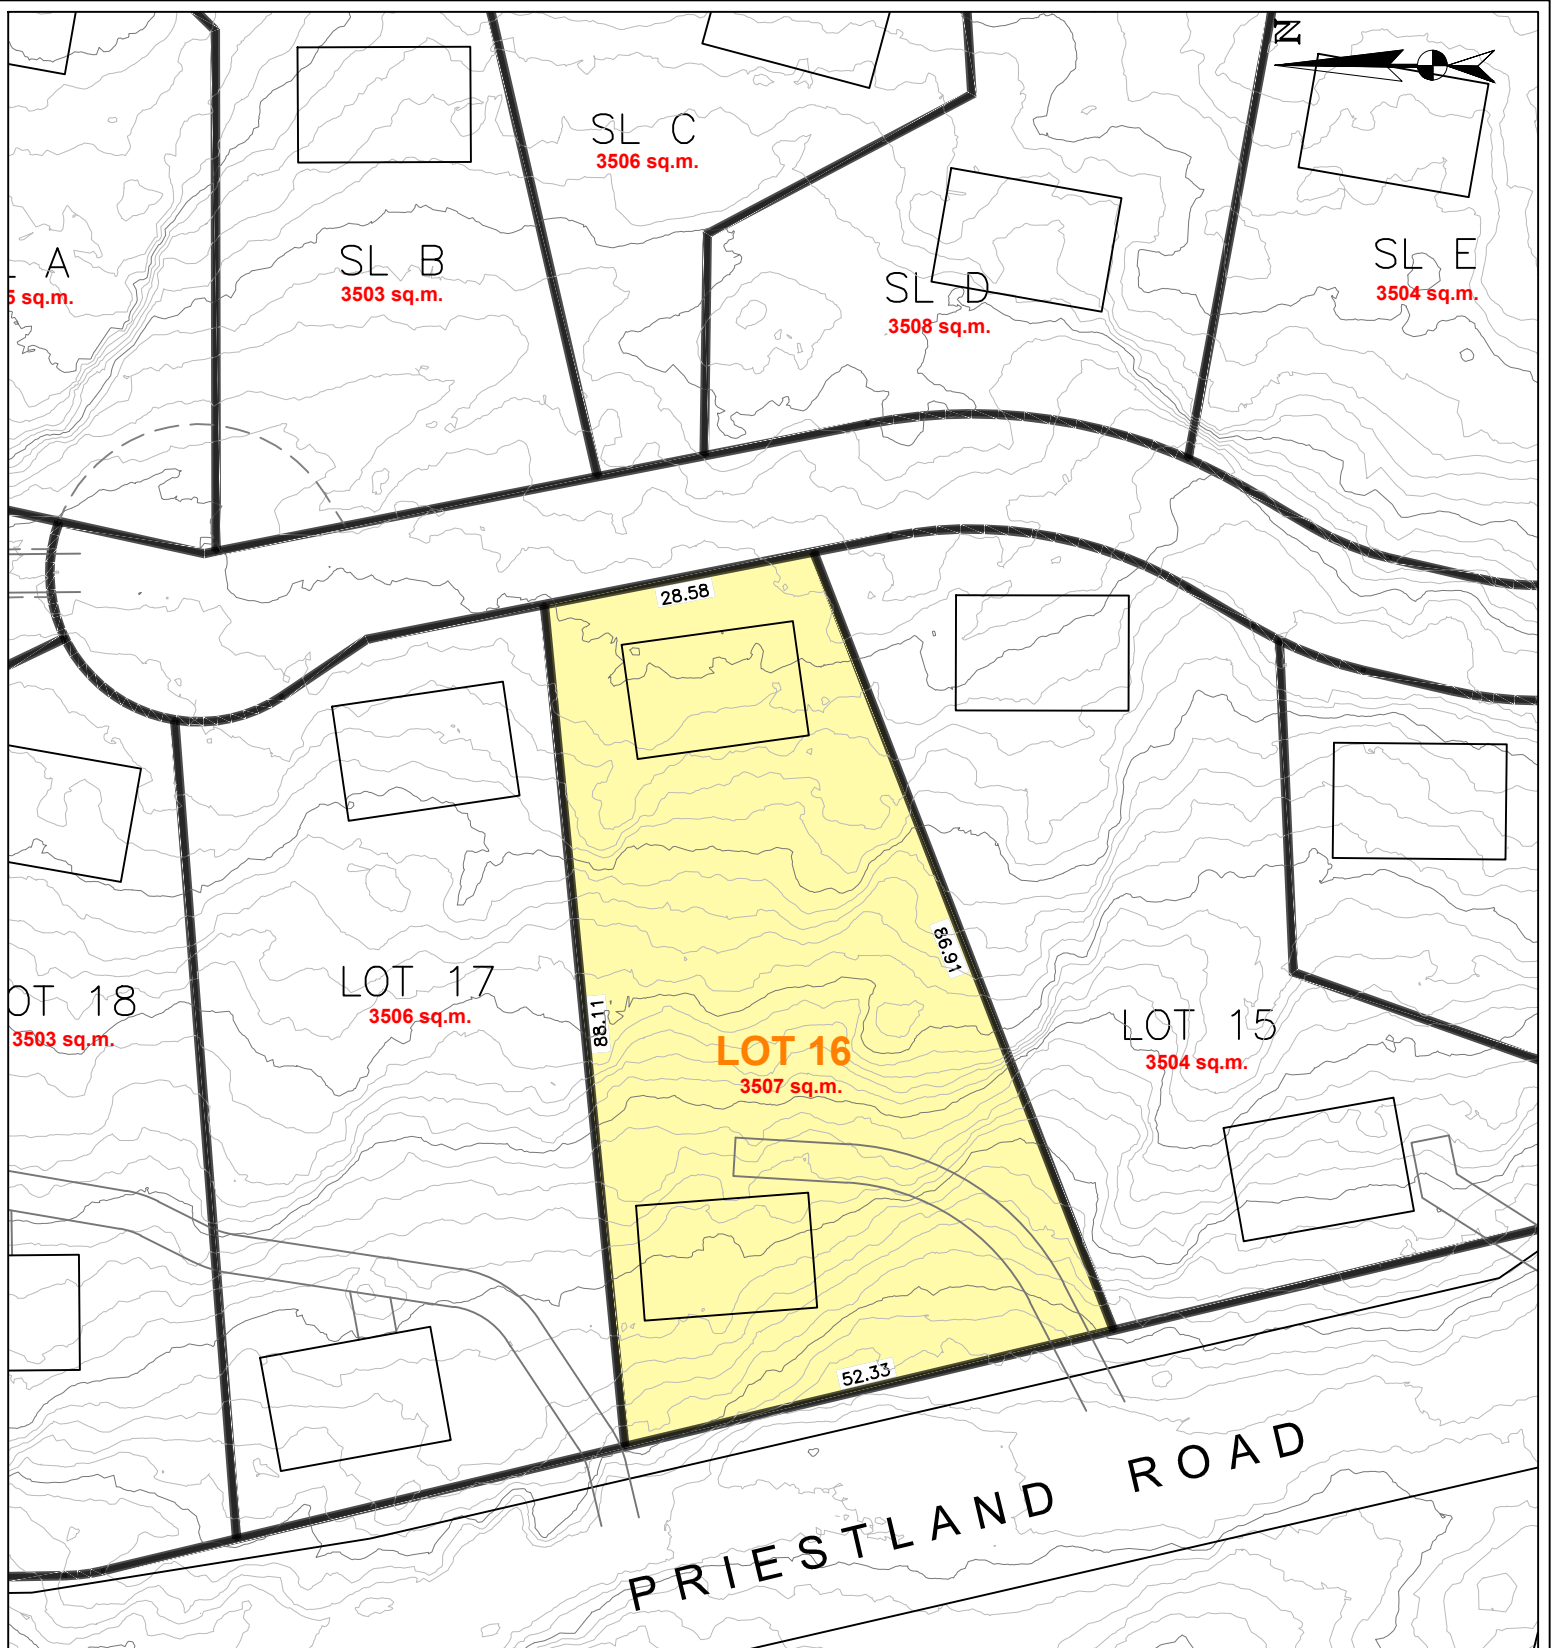 N
SL C
3506 sq.m.
SL B
3503 sq.m.
A
5 sq.m.
SL D
3508 sq.m.
SL E
3504 sq.m.
28.58
86.91
88.11
52.33
LOT 17
3506 sq.m.
OT 18
3503 sq.m.
LOT 16
3507 sq.m.
LOT 15
3504 sq.m.
PRIESTLAND ROAD